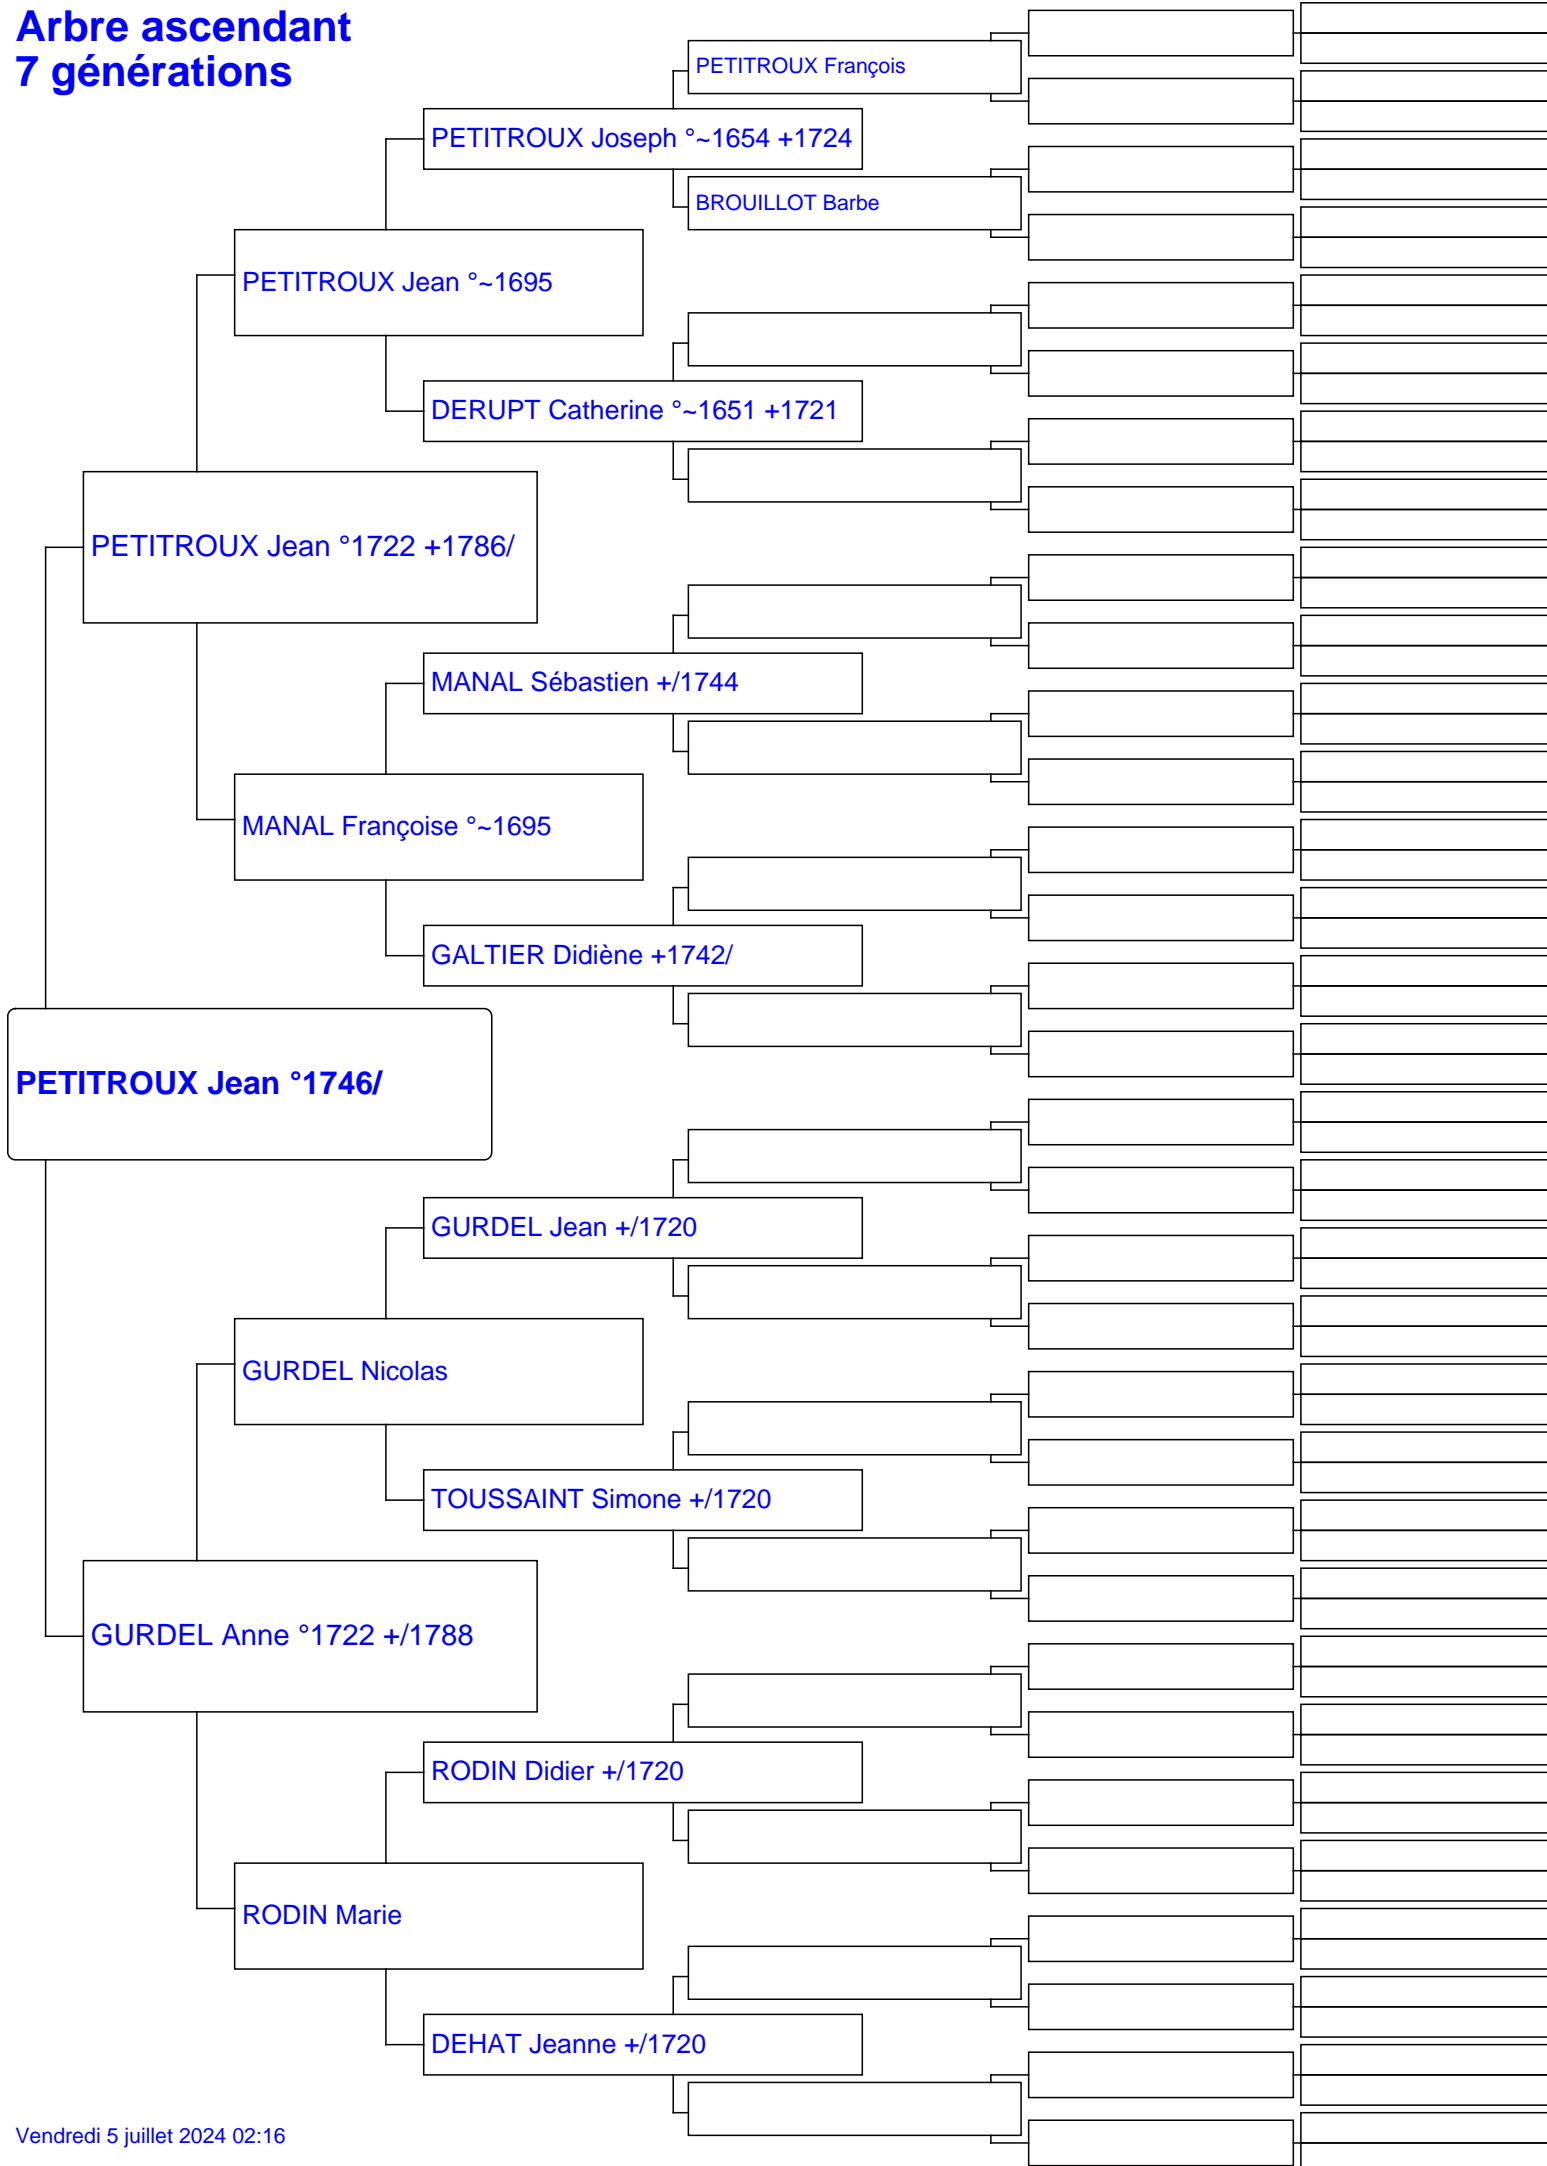 Arbre ascendant
7 générations
PETITROUX François
PETITROUX Joseph °~1654 +1724
BROUILLOT Barbe
PETITROUX Jean °~1695
DERUPT Catherine °~1651 +1721
PETITROUX Jean °1722 +1786/
MANAL Sébastien +/1744
MANAL Françoise °~1695
GALTIER Didiène +1742/
PETITROUX Jean °1746/
GURDEL Jean +/1720
GURDEL Nicolas
TOUSSAINT Simone +/1720
GURDEL Anne °1722 +/1788
RODIN Didier +/1720
RODIN Marie
DEHAT Jeanne +/1720
Vendredi 5 juillet 2024 02:16